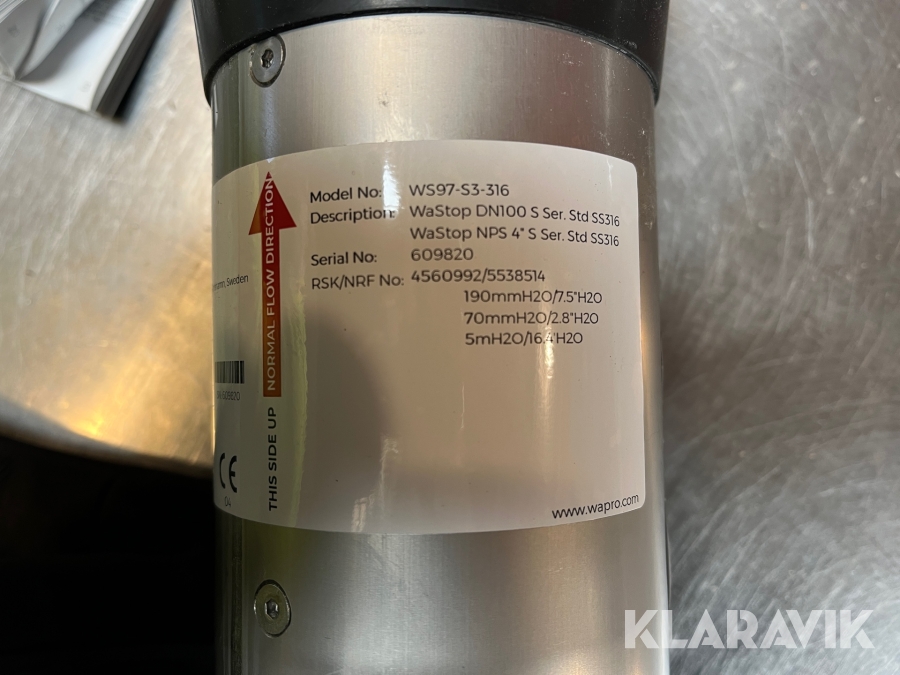 Model No: WS97-S3-316
Description: WaStop DN100 S Ser. Std SS316
WaStop NPS 4" S Ser. Std SS316
Serial No: 609820
RSK/NRF No: 4560992/5538514
190mmH2O/7.5"H2O
70mmH2O/2.8"H2O
5mH2O/16.4'H2O
Sweden
NORMAL FLOW DIRECTION
THIS SIDE UP
CE
04
www.wapro.com
KLARAVIK